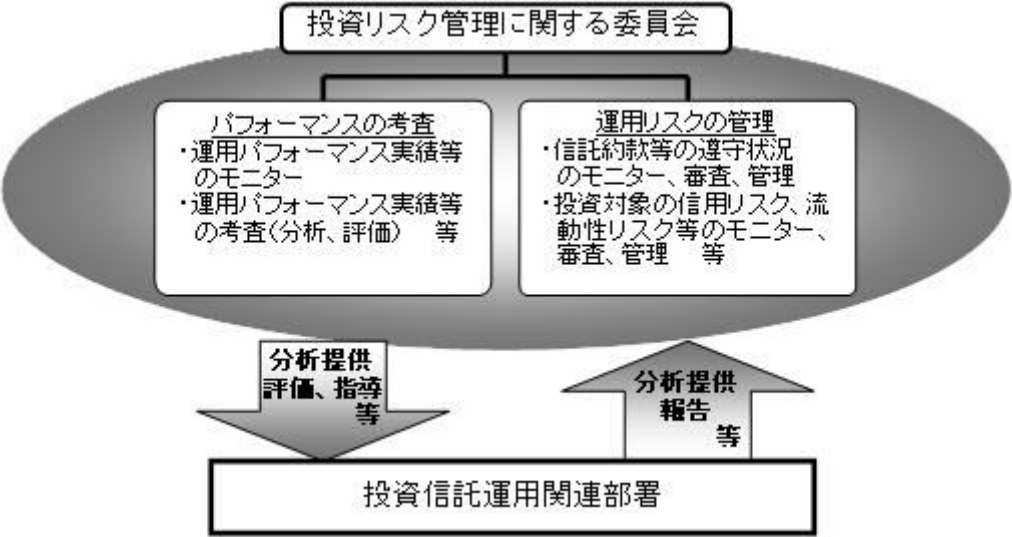 投資リスク管理に関する委員会
パフォーマンスの考査
・運用パフォーマンス実績等
のモニター
・運用パフォーマンス実績等
の考査(分析、評価)　等
運用リスクの管理
・信託約款等の遵守状況
のモニター、審査、管理
・投資対象の信用リスク、流
動性リスク等のモニター、
審査、管理　等
分析提供
評価、指導
等
分析提供
報告
等
投資信託運用関連部署